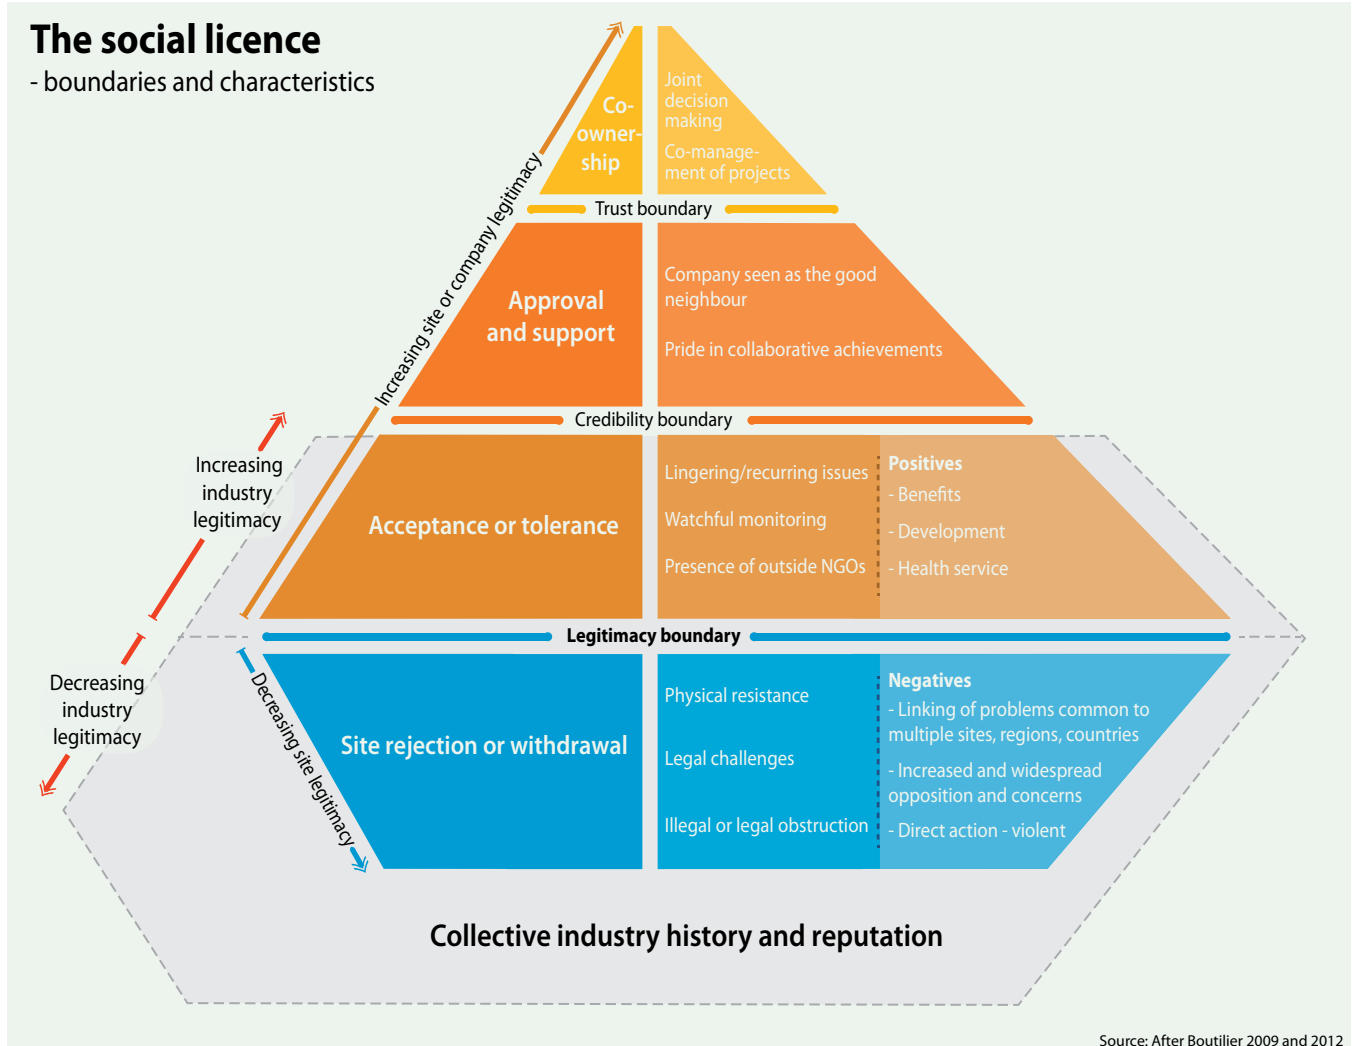 The social licence
- boundaries and characteristics
Co-
owner-
ship
Joint
decision
making
Co-manage-
ment of projects
Trust boundary
Increasing site or company legitimacy
Approval
and support
Company seen as the good
neighbour
Pride in collaborative achievements
Credibility boundary
Increasing
industry
legitimacy
Acceptance or tolerance
Lingering/recurring issues
Watchful monitoring
Presence of outside NGOs
Positives
- Benefits
- Development
- Health service
Legitimacy boundary
Decreasing
industry
legitimacy
Decreasing site legitimacy
Site rejection or withdrawal
Physical resistance
Legal challenges
Illegal or legal obstruction
Negatives
- Linking of problems common to
multiple sites, regions, countries
- Increased and widespread
opposition and concerns
- Direct action - violent
Collective industry history and reputation
Source: After Boutilier 2009 and 2012